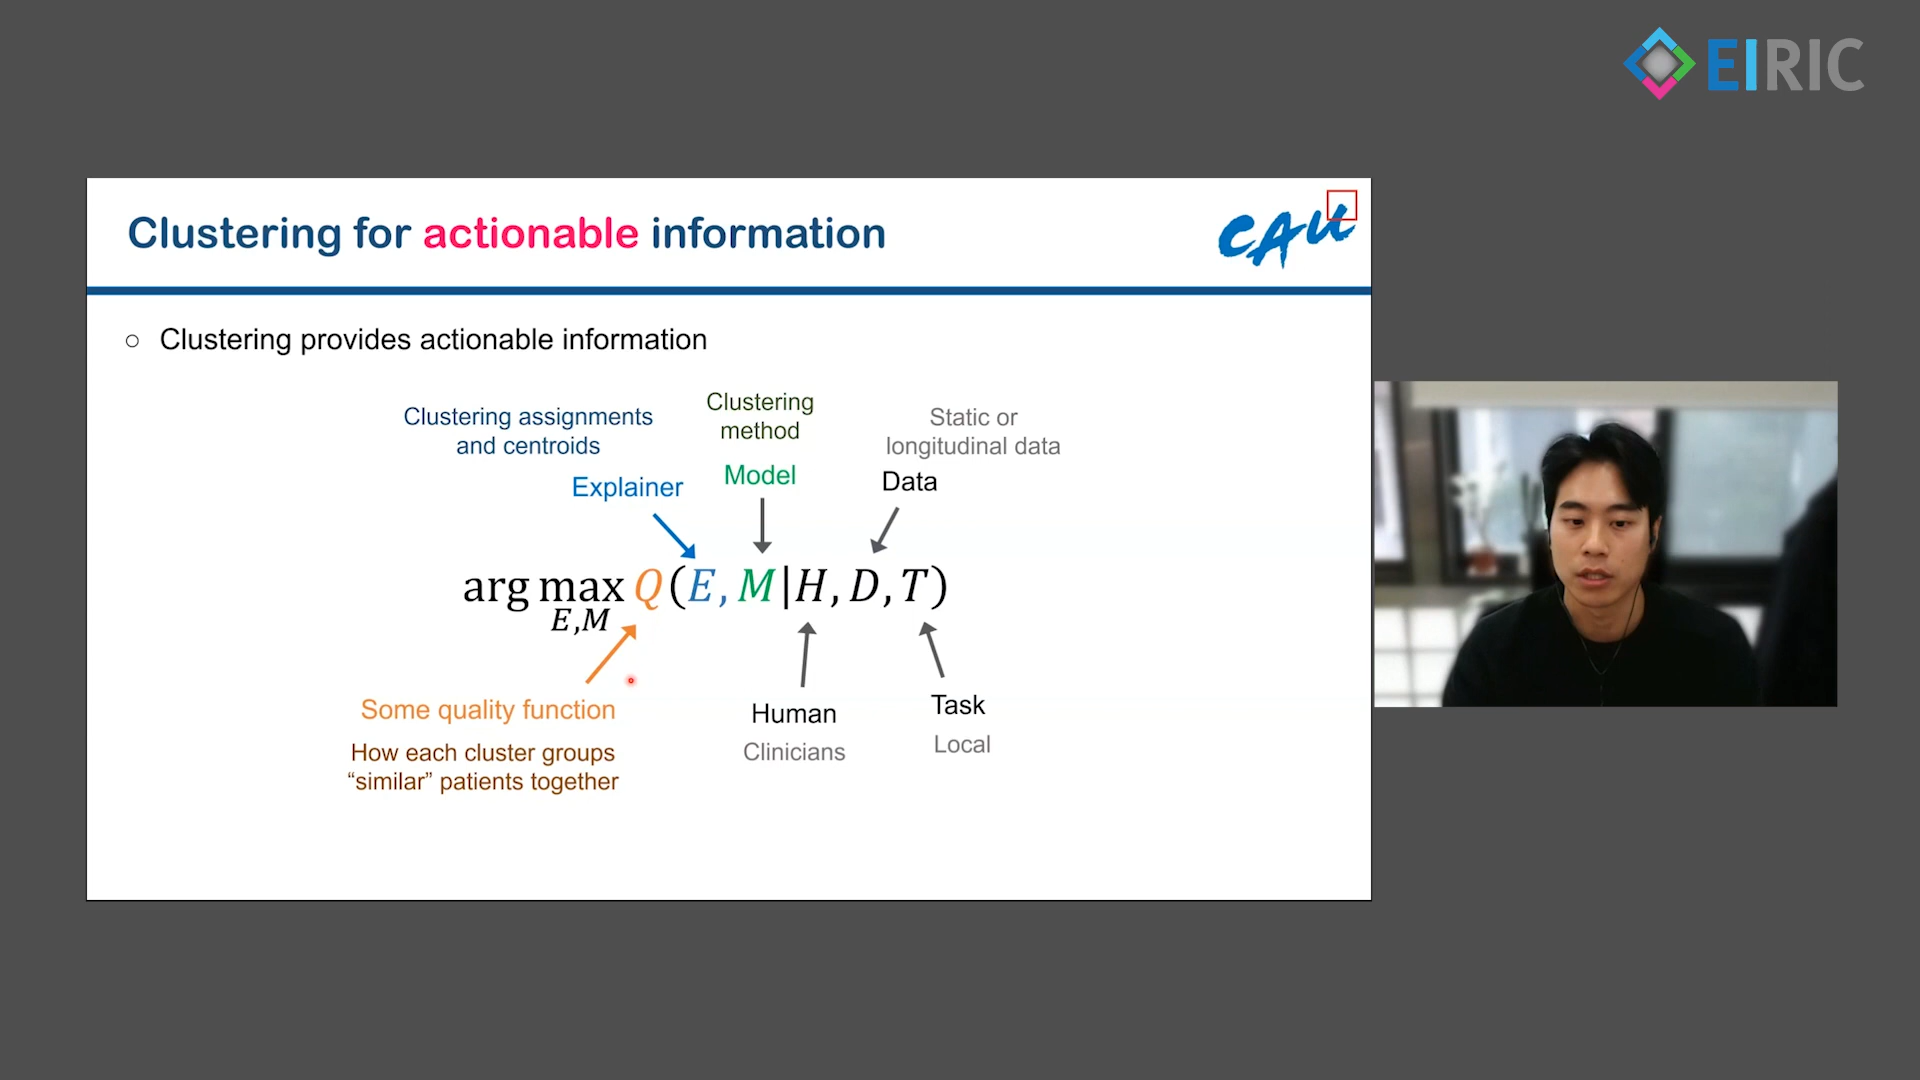 EIRIC
Clustering for actionable information
CAU
○ Clustering provides actionable information
Clustering assignments
and centroids
Clustering
method
Static or
longitudinal data
Explainer
Model
Data
arg max Q(E, M|H, D, T)
E,M
Some quality function
How each cluster groups
“similar” patients together
Human
Clinicians
Task
Local